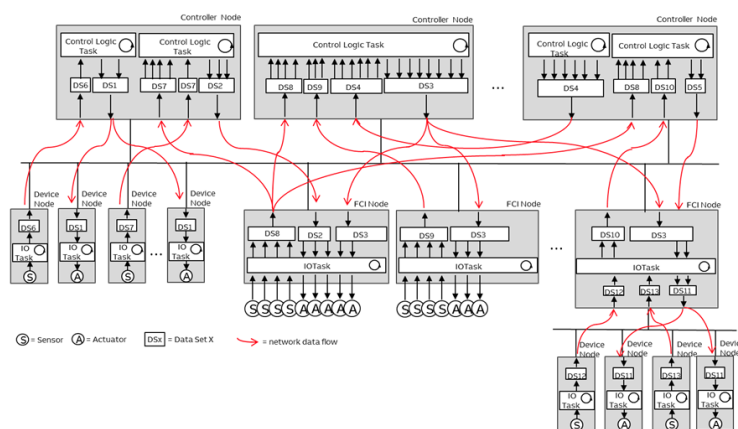 Controller Node
Controller Node
Controller Node
Control Logic Task
Control Logic Task
Control Logic Task
Control Logic Task
Control Logic Task
DS6
DS1
DS7
DS7
DS2
DS8
DS9
DS4
DS3
...
DS4
DS8
DS10
DS5
Device Node
Device Node
Device Node
Device Node
FCI Node
FCI Node
FCI Node
DS6
DS1
DS7
DS1
...
DS8
DS2
DS3
DS9
DS3
...
DS10
DS3
IO Task
IO Task
IO Task
IO Task
IOTask
IOTask
IOTask
S
A
S
A
DS12
DS13
DS11
S S S S A A A A A
S S S S A A A
S = Sensor
A = Actuator
DSx = Data Set X
= network data flow
Device Node
Device Node
Device Node
Device Node
DS12
DS11
DS13
DS11
IO Task
IO Task
IO Task
IO Task
S
A
S
A